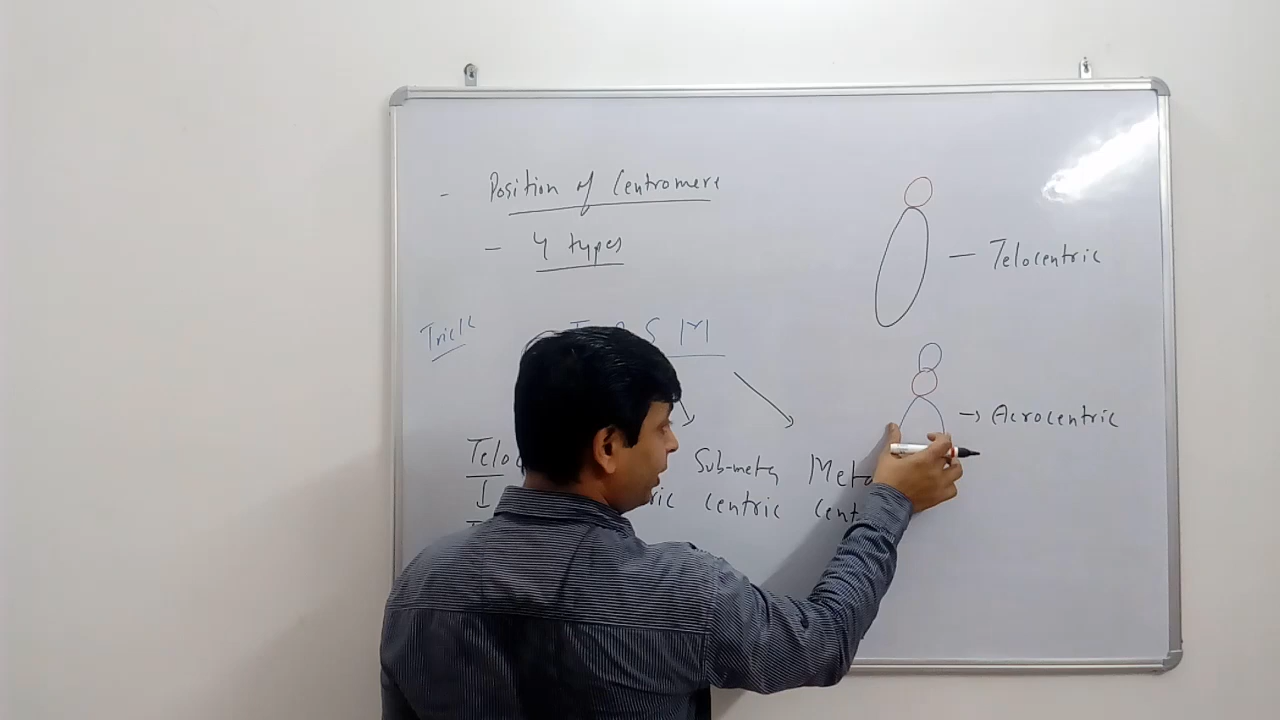 - Position of Centromere
- 4 types
Trick
S M
Telo
Sub-meta Meta
ric centric cent
- Telocentric
→ Acrocentric